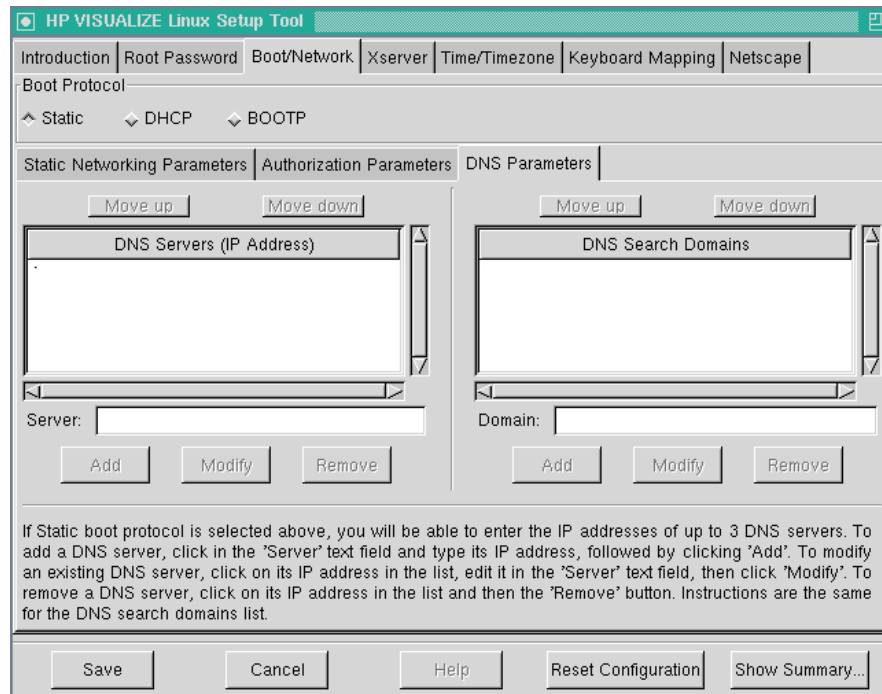 HP VISUALIZE Linux Setup Tool
Introduction Root Password Boot/Network Xserver Time/Timezone Keyboard Mapping Netscape
Boot Protocol
Static DHCP BOOTP
Static Networking Parameters Authorization Parameters DNS Parameters
Move up Move down Move up Move down
DNS Servers (IP Address) DNS Search Domains
.
Server: Domain:
Add Modify Remove Add Modify Remove
If Static boot protocol is selected above, you will be able to enter the IP addresses of up to 3 DNS servers. To
add a DNS server, click in the 'Server' text field and type its IP address, followed by clicking 'Add'. To modify
an existing DNS server, click on its IP address in the list, edit it in the 'Server' text field, then click 'Modify'. To
remove a DNS server, click on its IP address in the list and then the 'Remove' button. Instructions are the same
for the DNS search domains list.
Save Cancel Help Reset Configuration Show Summary...